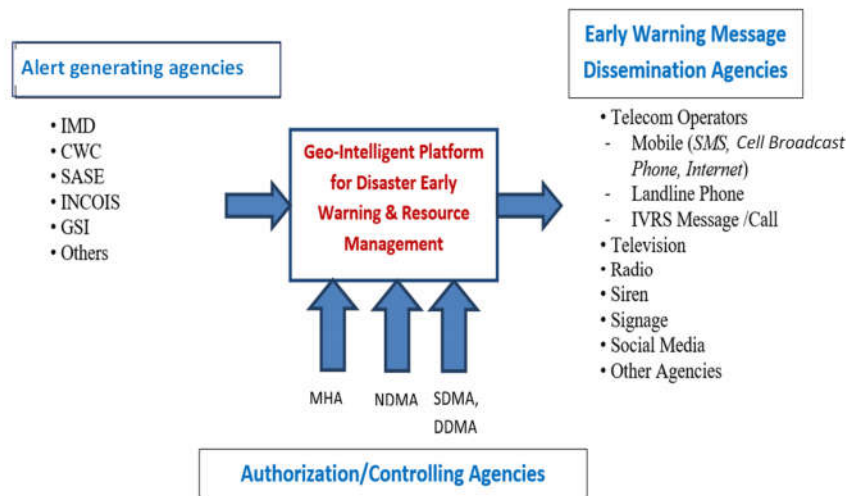 Alert generating agencies
• IMD
• CWC
• SASE
• INCOIS
• GSI
• Others
Geo-Intelligent Platform
for Disaster Early
Warning & Resource
Management
MHA
NDMA
SDMA,
DDMA
Authorization/Controlling Agencies
Early Warning Message
Dissemination Agencies
• Telecom Operators
- Mobile (SMS, Cell Broadcast
Phone, Internet)
- Landline Phone
- IVRS Message /Call
• Television
• Radio
• Siren
• Signage
• Social Media
• Other Agencies